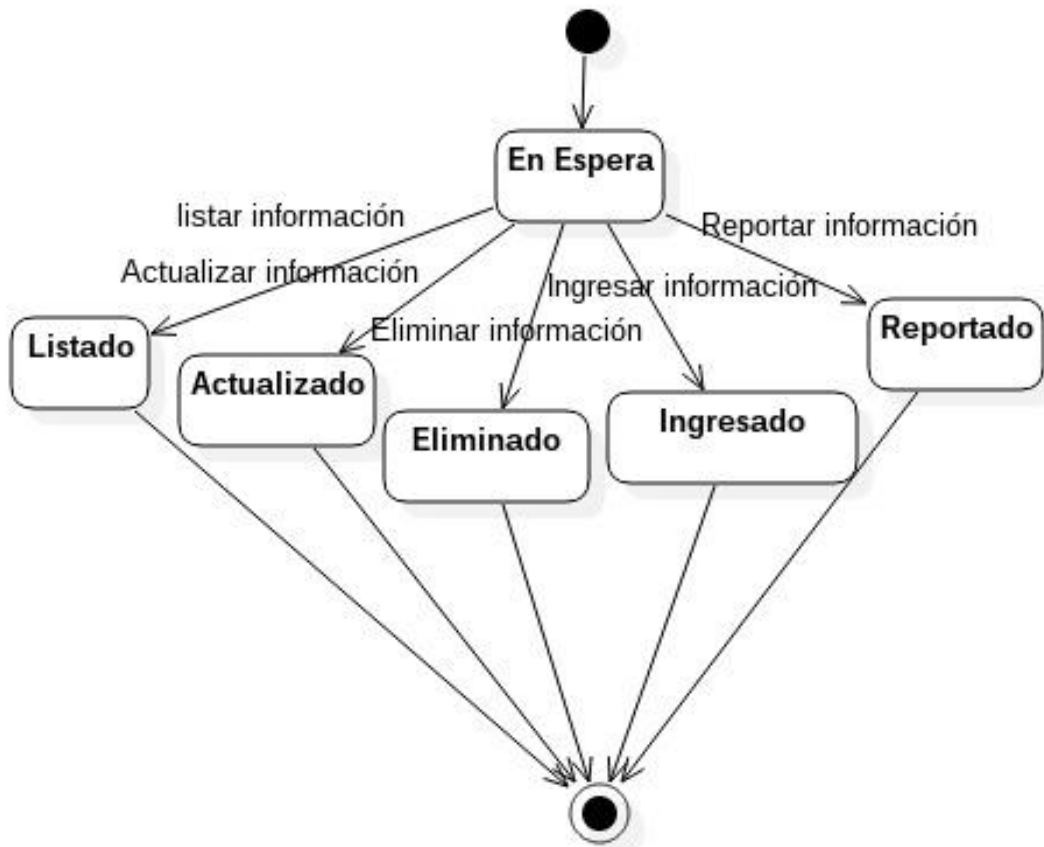 En Espera
listar información
Reportar información
Actualizar información
Ingresar información
Eliminar información
Listado
Actualizado
Eliminado
Ingresado
Reportado